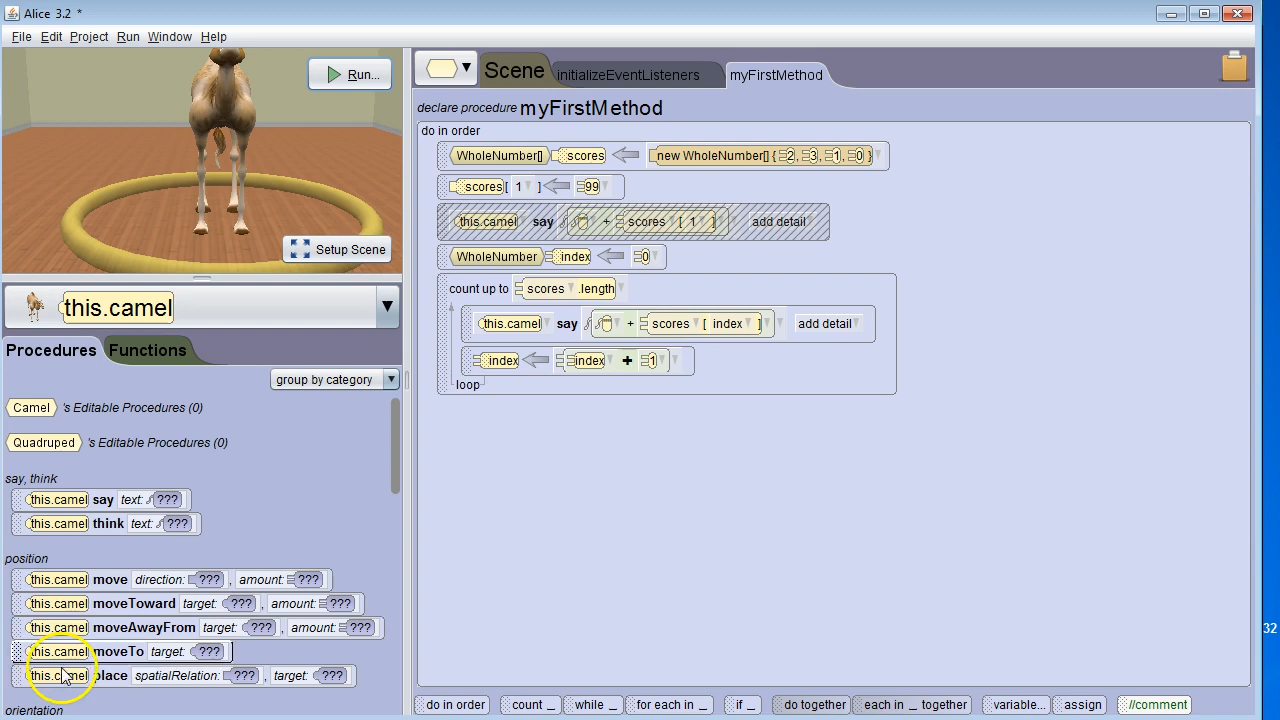 Alice 3.2 *
File Edit Project Run Window Help
Run...
Setup Scene
this.camel
Procedures Functions
group by category
Camel 's Editable Procedures (0)
Quadruped 's Editable Procedures (0)
say, think
this.camel say text: ???
this.camel think text: ???
position
this.camel move direction: ??? , amount: ???
this.camel moveToward target: ??? , amount: ???
this.camel moveAwayFrom target: ??? , amount: ???
this.camel moveTo target: ???
this.camel place spatialRelation: ??? , target: ???
orientation
Scene initializeEventListeners myFirstMethod
declare procedure myFirstMethod
do in order
WholeNumber[] scores new WholeNumber[] { 2, 3, 1, 0 }
scores [ 1 ] 99
this.camel say + scores [ 1 ] add detail
WholeNumber index 0
count up to scores .length
this.camel say + scores [ index ] add detail
index index + 1
loop
do in order count _ while _ for each in _ if _ do together each in _ together variable... assign //comment
32